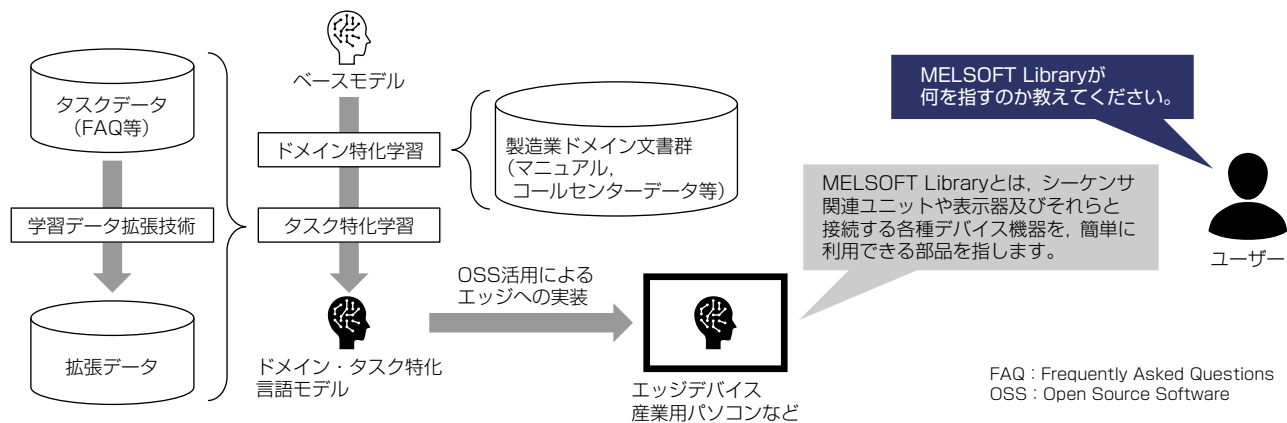 タスクデータ
（FAQ等）
学習データ拡張技術
拡張データ
ベースモデル
ドメイン特化学習
タスク特化学習
ドメイン・タスク特化
言語モデル
製造業ドメイン文書群
（マニュアル，
コールセンターデータ等）
OSS活用による
エッジへの実装
エッジデバイス
産業用パソコンなど
MELSOFT Libraryが
何を指すのか教えてください。
MELSOFT Libraryとは，シーケンサ
関連ユニットや表示器及びそれらと
接続する各種デバイス機器を，簡単に
利用できる部品を指します。
ユーザー
FAQ：Frequently Asked Questions
OSS：Open Source Software